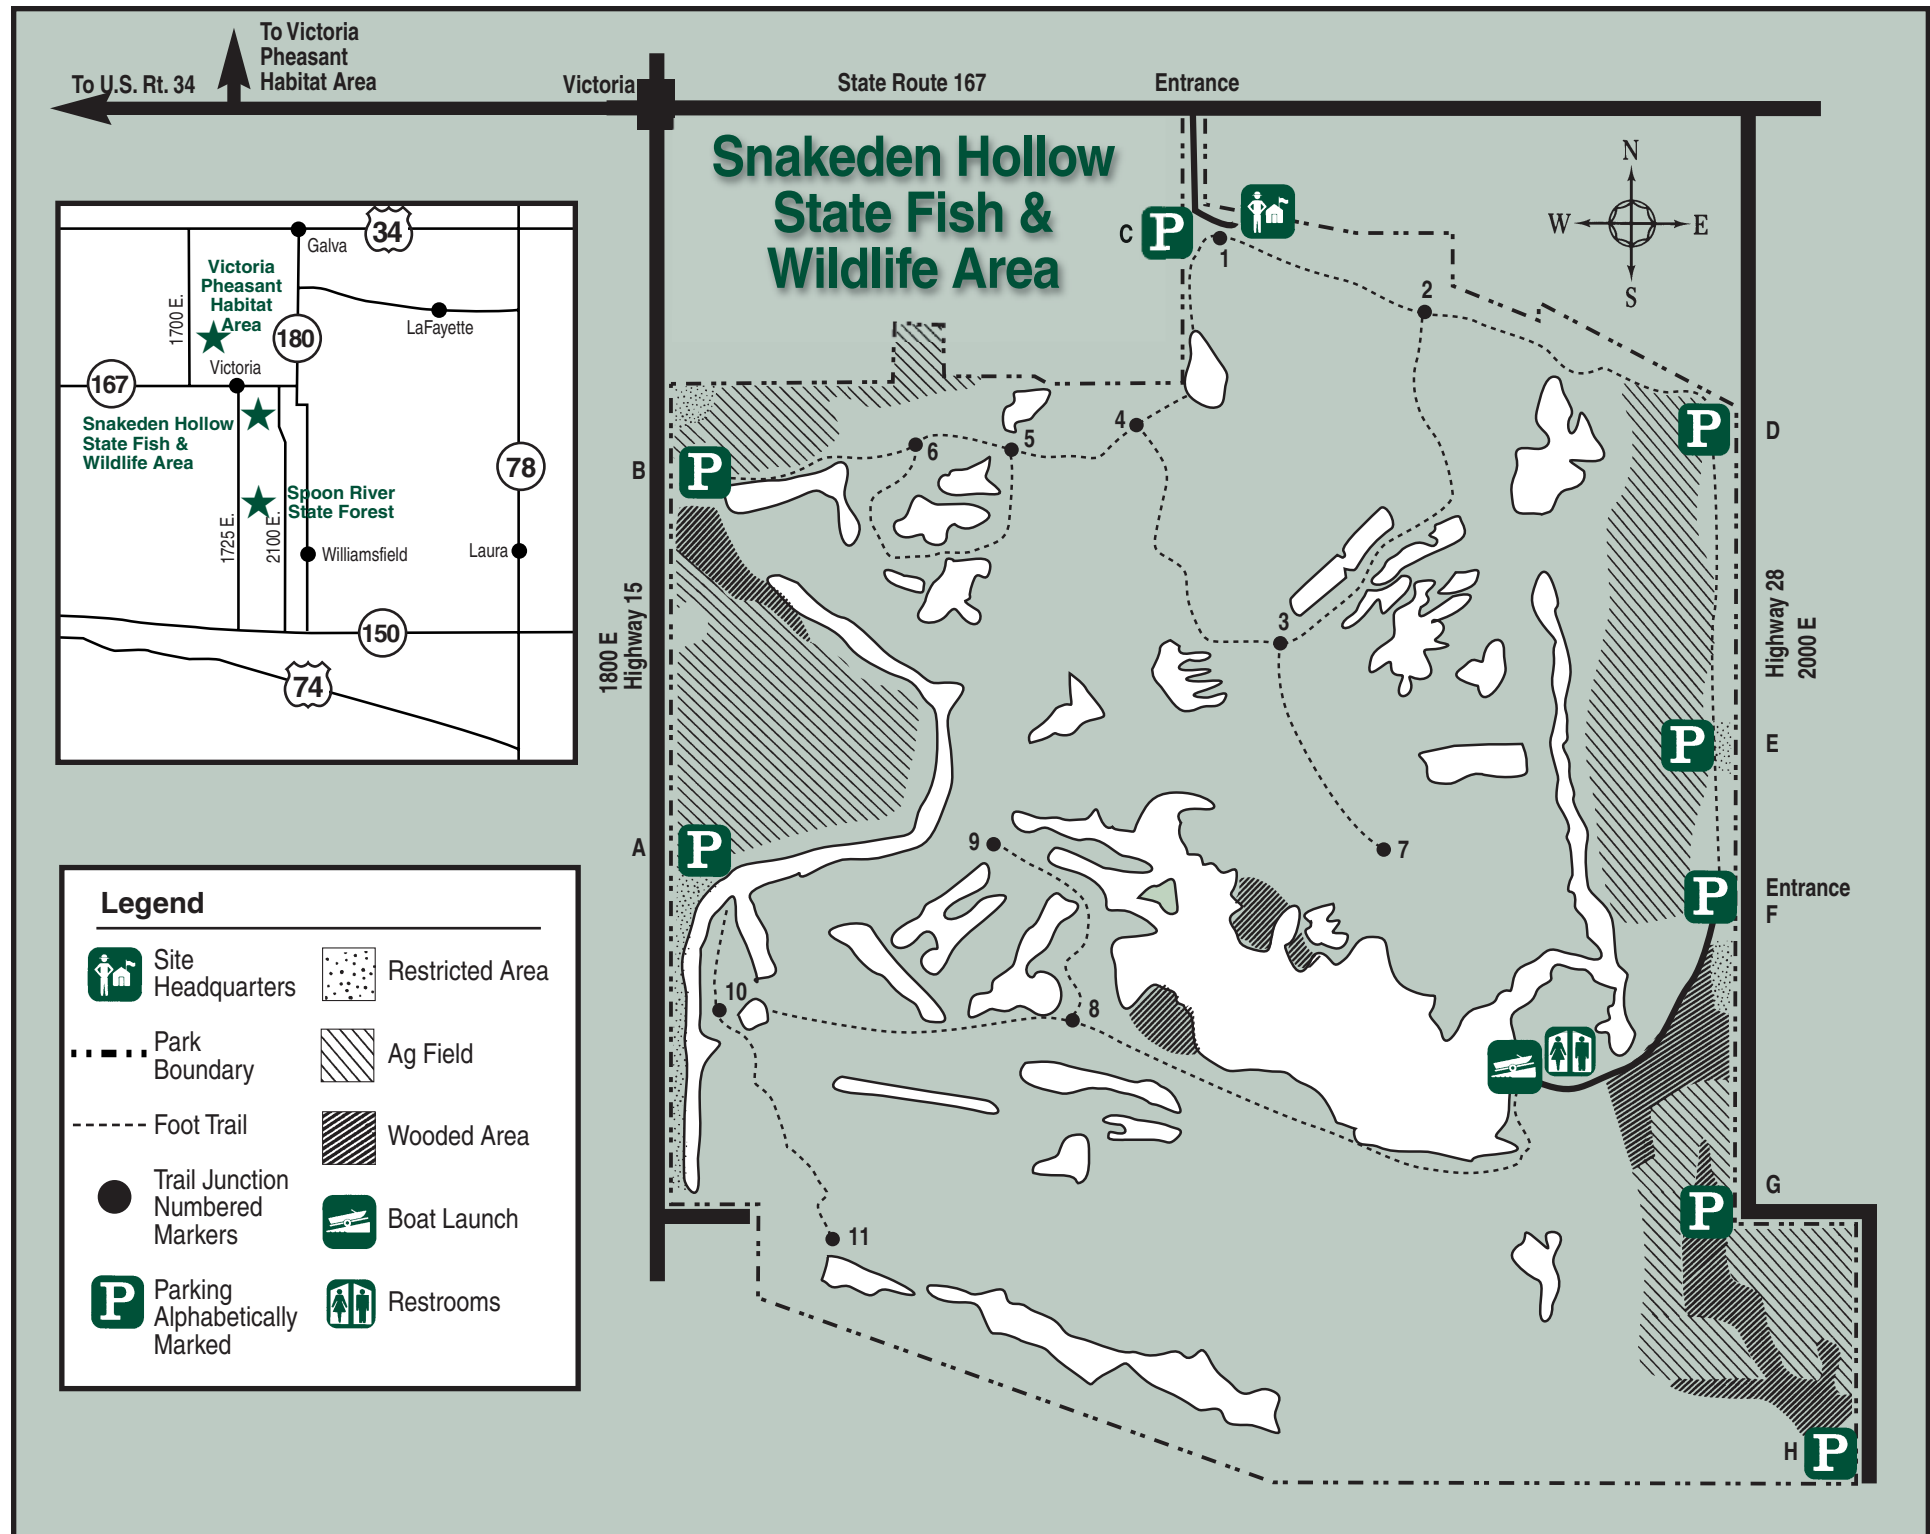 To Victoria
Pheasant
Habitat Area
To U.S. Rt. 34
Victoria
State Route 167
Entrance
Snakeden Hollow
State Fish &
Wildlife Area
N
W
E
S
34
Galva
Victoria
Pheasant
Habitat
Area
1700 E.
LaFayette
180
Victoria
167
Snakeden Hollow
State Fish &
Wildlife Area
78
Spoon River
State Forest
1725 E.
2100 E.
Williamsfield
Laura
150
74
C
P
1
2
4
5
6
B
P
P
D
3
1800 E
Highway 15
Highway 28
2000 E
P
E
A
P
9
7
P
Entrance
F
10
8
G
P
11
H
P
Legend
Site
Headquarters
Restricted Area
Park
Boundary
Ag Field
Foot Trail
Wooded Area
Trail Junction
Numbered
Markers
Boat Launch
P
Parking
Alphabetically
Marked
Restrooms